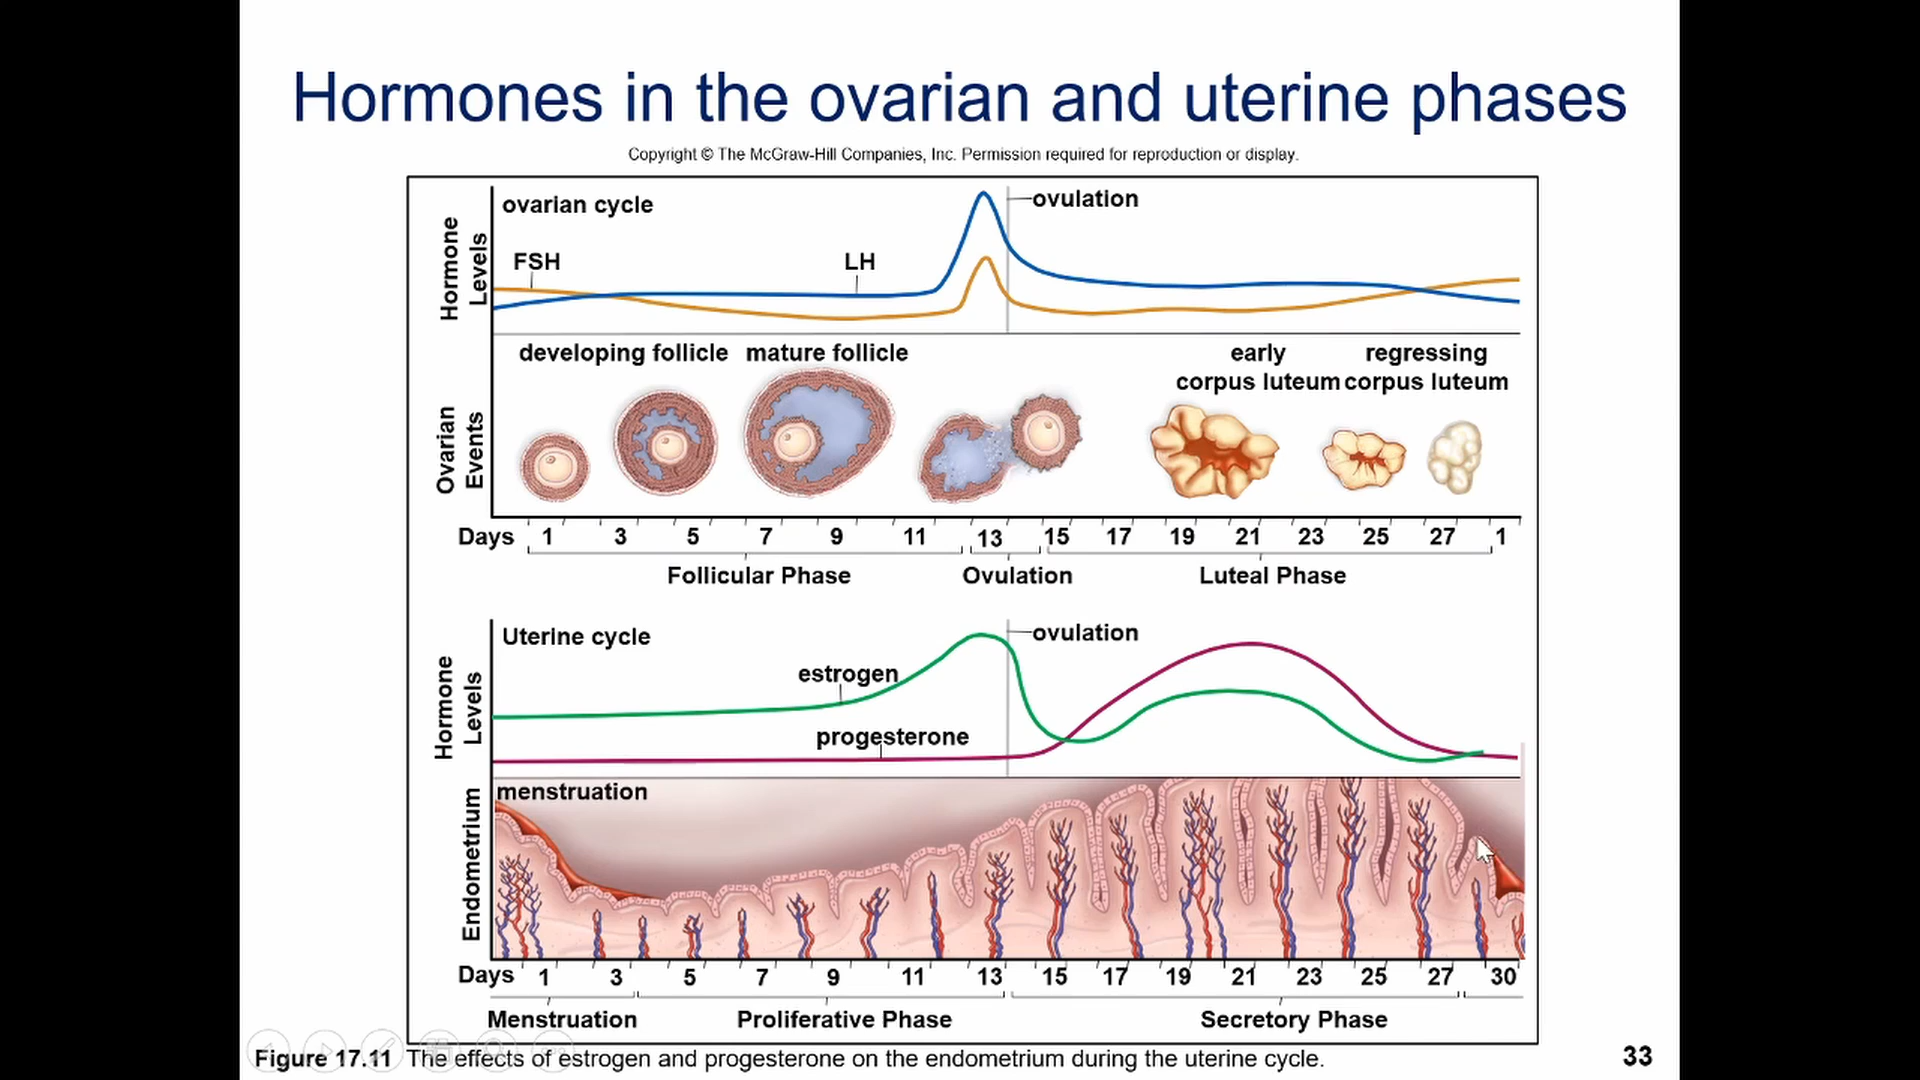 Hormones in the ovarian and uterine phases
Copyright © The McGraw-Hill Companies, Inc. Permission required for reproduction or display.
Hormone
Levels
ovarian cycle
ovulation
FSH
LH
developing follicle
mature follicle
early
corpus luteum
regressing
corpus luteum
Ovarian
Events
Days 1 3 5 7 9 11 13 15 17 19 21 23 25 27 1
Follicular Phase
Ovulation
Luteal Phase
Hormone
Levels
Uterine cycle
ovulation
estrogen
progesterone
menstruation
Endometrium
Days 1 3 5 7 9 11 13 15 17 19 21 23 25 27 30
Menstruation
Proliferative Phase
Secretory Phase
Figure 17.11 The effects of estrogen and progesterone on the endometrium during the uterine cycle.
33